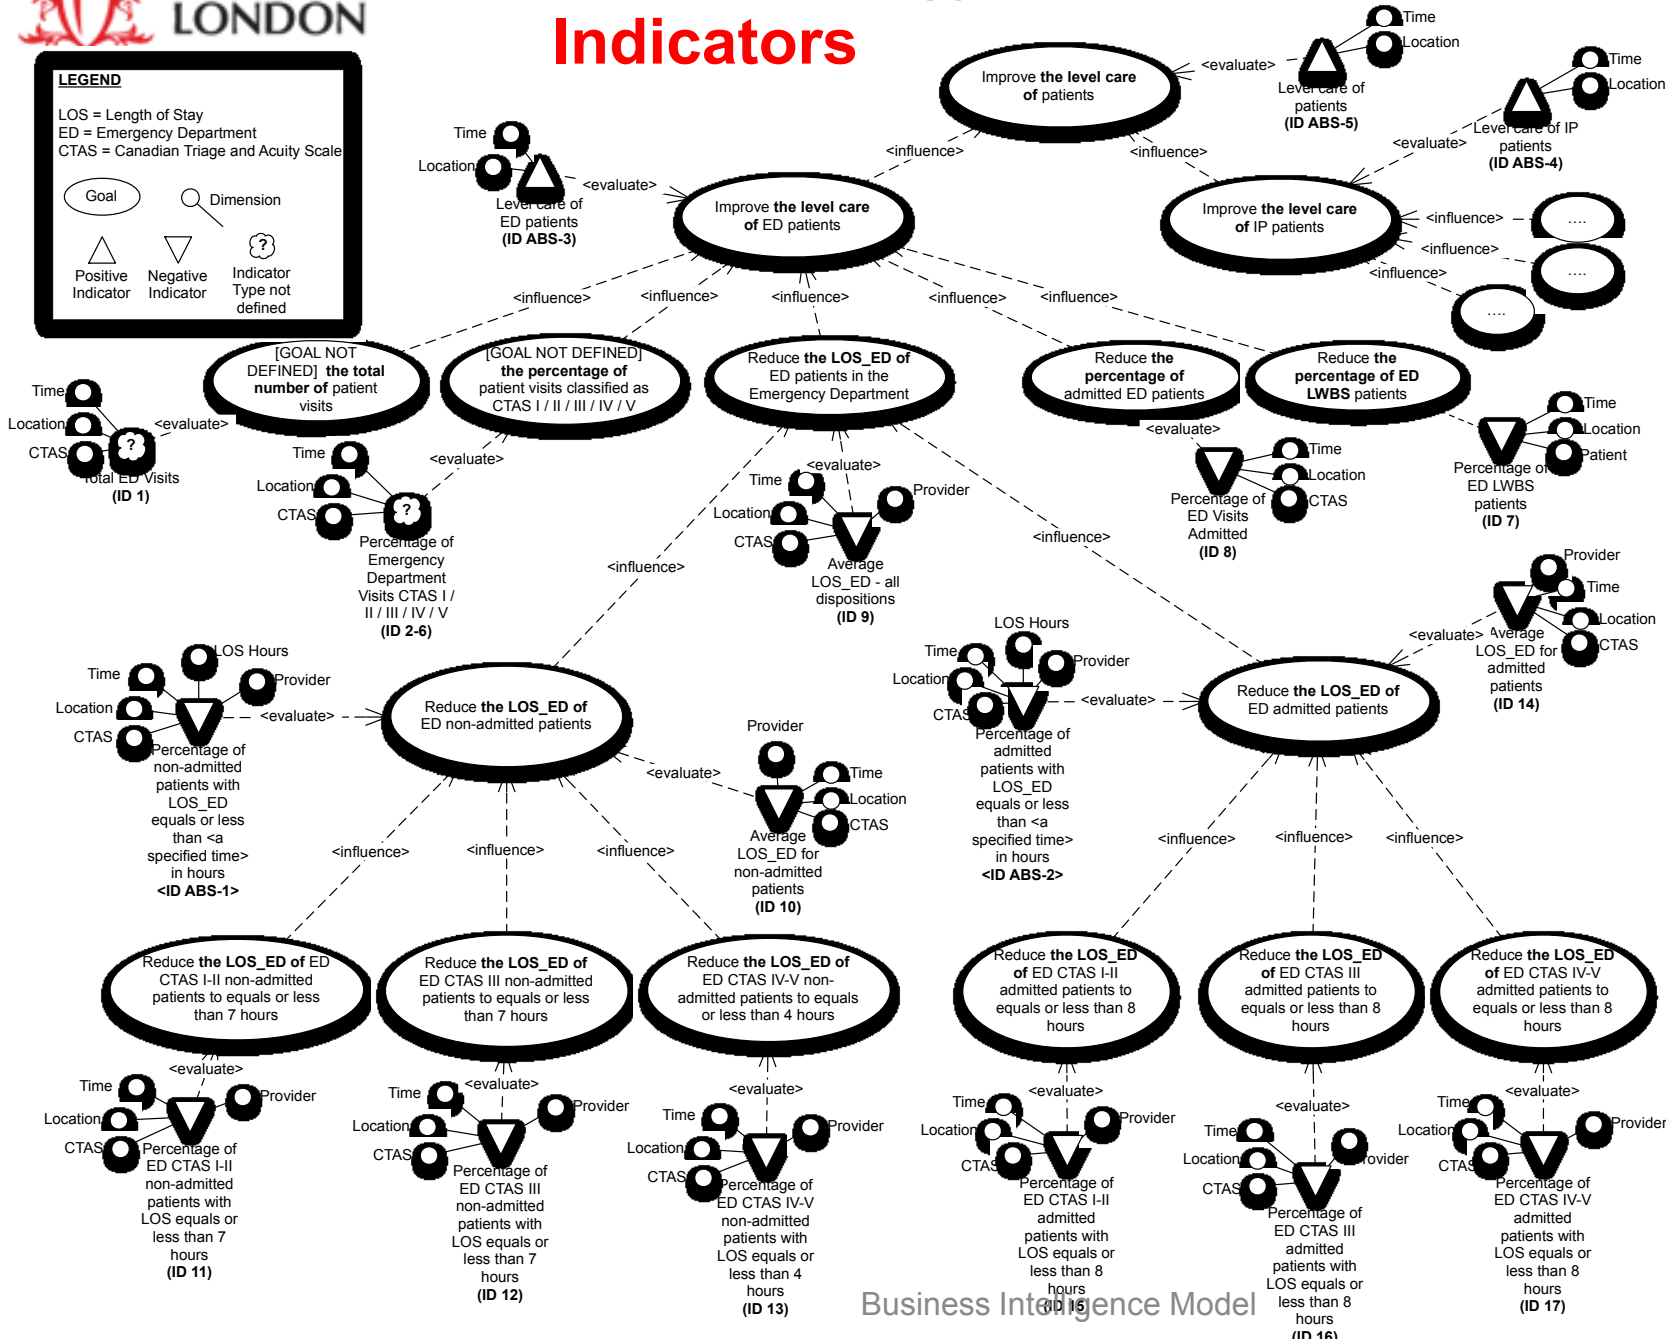 LONDON
Indicators
LEGEND
LOS = Length of Stay
ED = Emergency Department
CTAS = Canadian Triage and Acuity Scale
Goal
Dimension
?
Positive
Indicator
Negative
Indicator
Indicator
Type not
defined
Improve the level care
of patients
<evaluate>
Time
Location
Level care of
patients
(ID ABS-5)
Time
Location
Level care of IP
patients
(ID ABS-4)
<evaluate>
<influence>
<influence>
Time
Location
<evaluate>
Level care of
ED patients
(ID ABS-3)
Improve the level care
of ED patients
Improve the level care
of IP patients
<influence>
....
<influence>
....
<influence>
....
<influence>
<influence>
<influence>
<influence>
<influence>
[GOAL NOT
DEFINED] the total
number of patient
visits
[GOAL NOT DEFINED]
the percentage of
patient visits classified as
CTAS I / II / III / IV / V
Reduce the LOS_ED of
ED patients in the
Emergency Department
Reduce the
percentage of
admitted ED patients
Reduce the
percentage of ED
LWBS patients
Time
Location
CTAS
?
<evaluate>
Total ED Visits
(ID 1)
Time
Location
CTAS
?
<evaluate>
Percentage of
Emergency
Department
Visits CTAS I /
II / III / IV / V
(ID 2-6)
<evaluate>
Time
Location
CTAS
Provider
Average
LOS_ED - all
dispositions
(ID 9)
<evaluate>
Time
Location
CTAS
Percentage of
ED Visits
Admitted
(ID 8)
Time
Location
Patient
Percentage of
ED LWBS
patients
(ID 7)
<influence>
<influence>
Provider
Time
Location
CTAS
<evaluate>
Average
LOS_ED for
admitted
patients
(ID 14)
LOS Hours
Time
Provider
Location
CTAS
<evaluate>
Percentage of
non-admitted
patients with
LOS_ED
equals or less
than <a
specified time>
in hours
<ID ABS-1>
Reduce the LOS_ED of
ED non-admitted patients
Provider
<evaluate>
Time
Location
CTAS
Average
LOS_ED for
non-admitted
patients
(ID 10)
LOS Hours
Time
Provider
Location
CTAS
<evaluate>
Percentage of
admitted
patients with
LOS_ED
equals or less
than <a
specified time>
in hours
<ID ABS-2>
Reduce the LOS_ED of
ED admitted patients
<influence>
<influence>
<influence>
<influence>
<influence>
<influence>
Reduce the LOS_ED of ED
CTAS I-II non-admitted
patients to equals or less
than 7 hours
Reduce the LOS_ED of
ED CTAS III non-admitted
patients to equals or less
than 7 hours
Reduce the LOS_ED of
ED CTAS IV-V non-
admitted patients to equals
or less than 4 hours
Reduce the LOS_ED
of ED CTAS I-II
admitted patients to
equals or less than 8
hours
Reduce the LOS_ED
of ED CTAS III
admitted patients to
equals or less than 8
hours
Reduce the LOS_ED
of ED CTAS IV-V
admitted patients to
equals or less than 8
hours
<evaluate>
Time
Location
CTAS
Provider
Percentage of
ED CTAS I-II
non-admitted
patients with
LOS equals or
less than 7
hours
(ID 11)
<evaluate>
Time
Location
CTAS
Provider
Percentage of
ED CTAS III
non-admitted
patients with
LOS equals or
less than 7
hours
(ID 12)
<evaluate>
Time
Location
CTAS
Provider
Percentage of
ED CTAS IV-V
non-admitted
patients with
LOS equals or
less than 4
hours
(ID 13)
<evaluate>
Time
Location
CTAS
Provider
Percentage of
ED CTAS I-II
admitted
patients with
LOS equals or
less than 8
hours
(ID 15)
<evaluate>
Time
Location
CTAS
Provider
Percentage of
ED CTAS III
admitted
patients with
LOS equals or
less than 8
hours
(ID 16)
<evaluate>
Time
Location
CTAS
Provider
Percentage of
ED CTAS IV-V
admitted
patients with
LOS equals or
less than 8
hours
(ID 17)
Business Intelligence Model